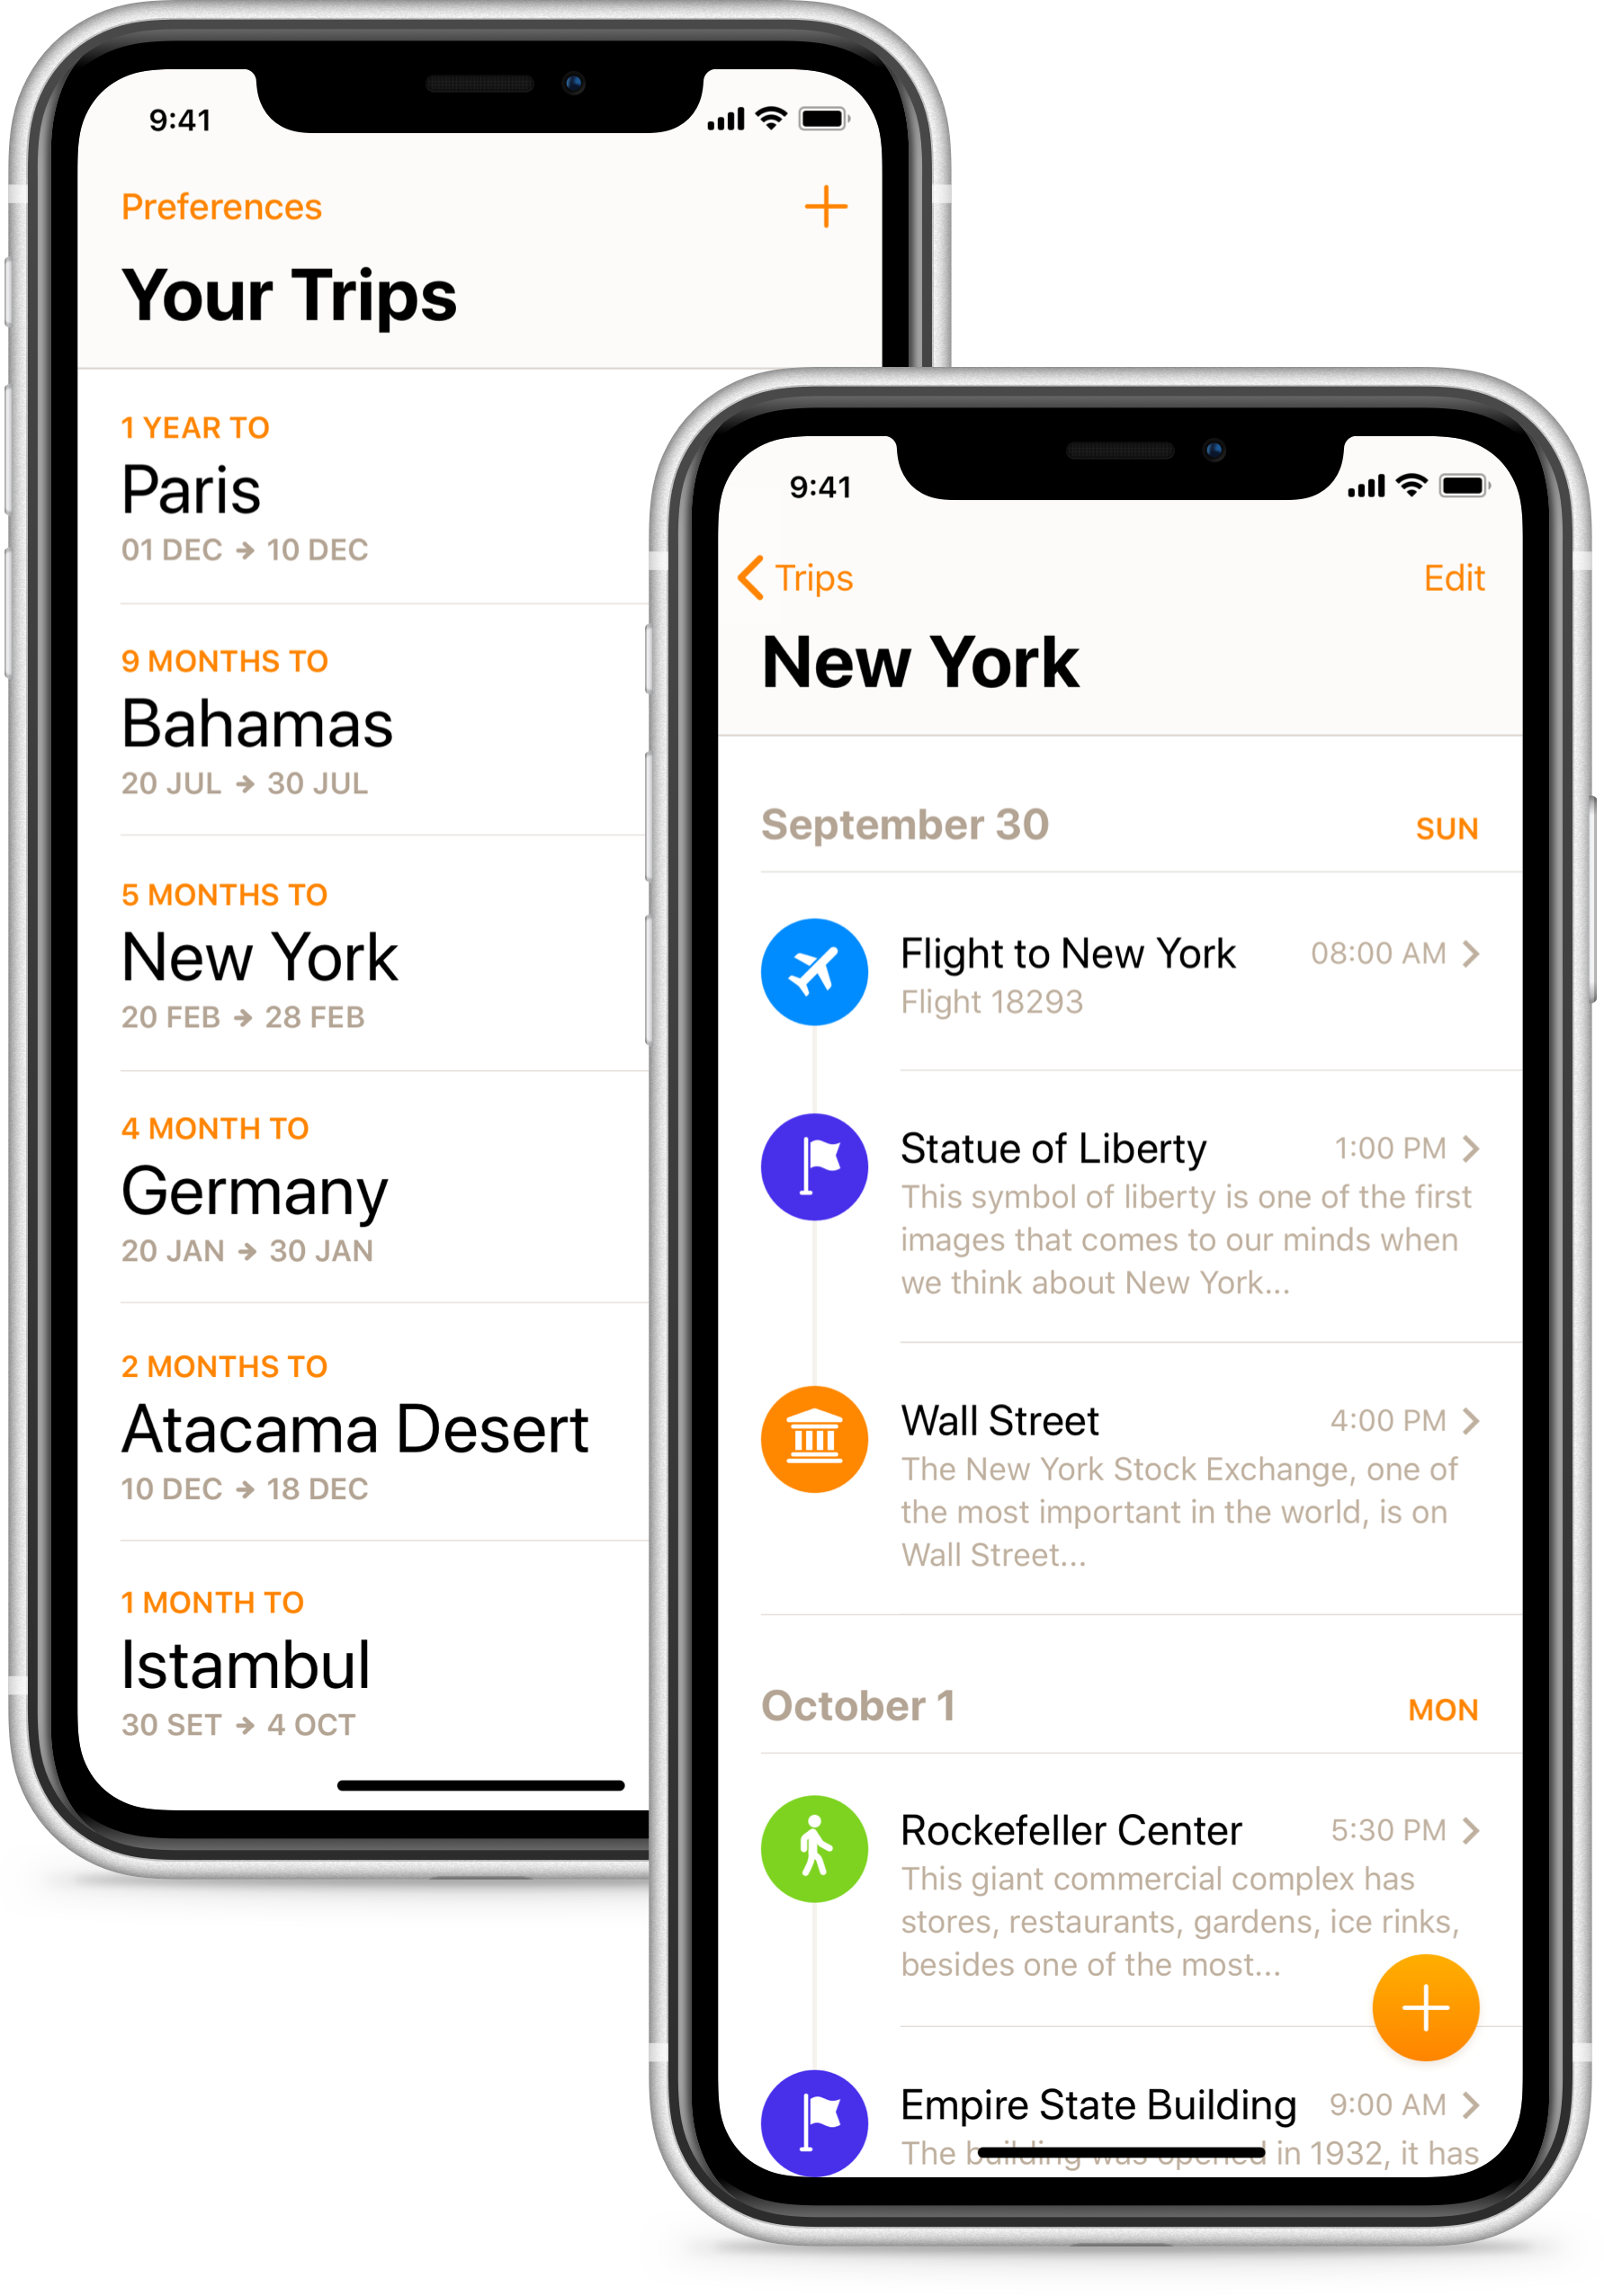 9:41
Preferences
Your Trips
1 YEAR TO
Paris
01 DEC → 10 DEC
9 MONTHS TO
Bahamas
20 JUL → 30 JUL
5 MONTHS TO
New York
20 FEB → 28 FEB
4 MONTH TO
Germany
20 JAN → 30 JAN
2 MONTHS TO
Atacama Desert
10 DEC → 18 DEC
1 MONTH TO
Istambul
30 SET → 4 OCT
9:41
Trips
Edit
New York
September 30 SUN
Flight to New York 08:00 AM
Flight 18293
Statue of Liberty 1:00 PM
This symbol of liberty is one of the first
images that comes to our minds when
we think about New York...
Wall Street 4:00 PM
The New York Stock Exchange, one of
the most important in the world, is on
Wall Street...
October 1 MON
Rockefeller Center 5:30 PM
This giant commercial complex has
stores, restaurants, gardens, ice rinks,
besides one of the most...
Empire State Building 9:00 AM
The building was opened in 1932, it has